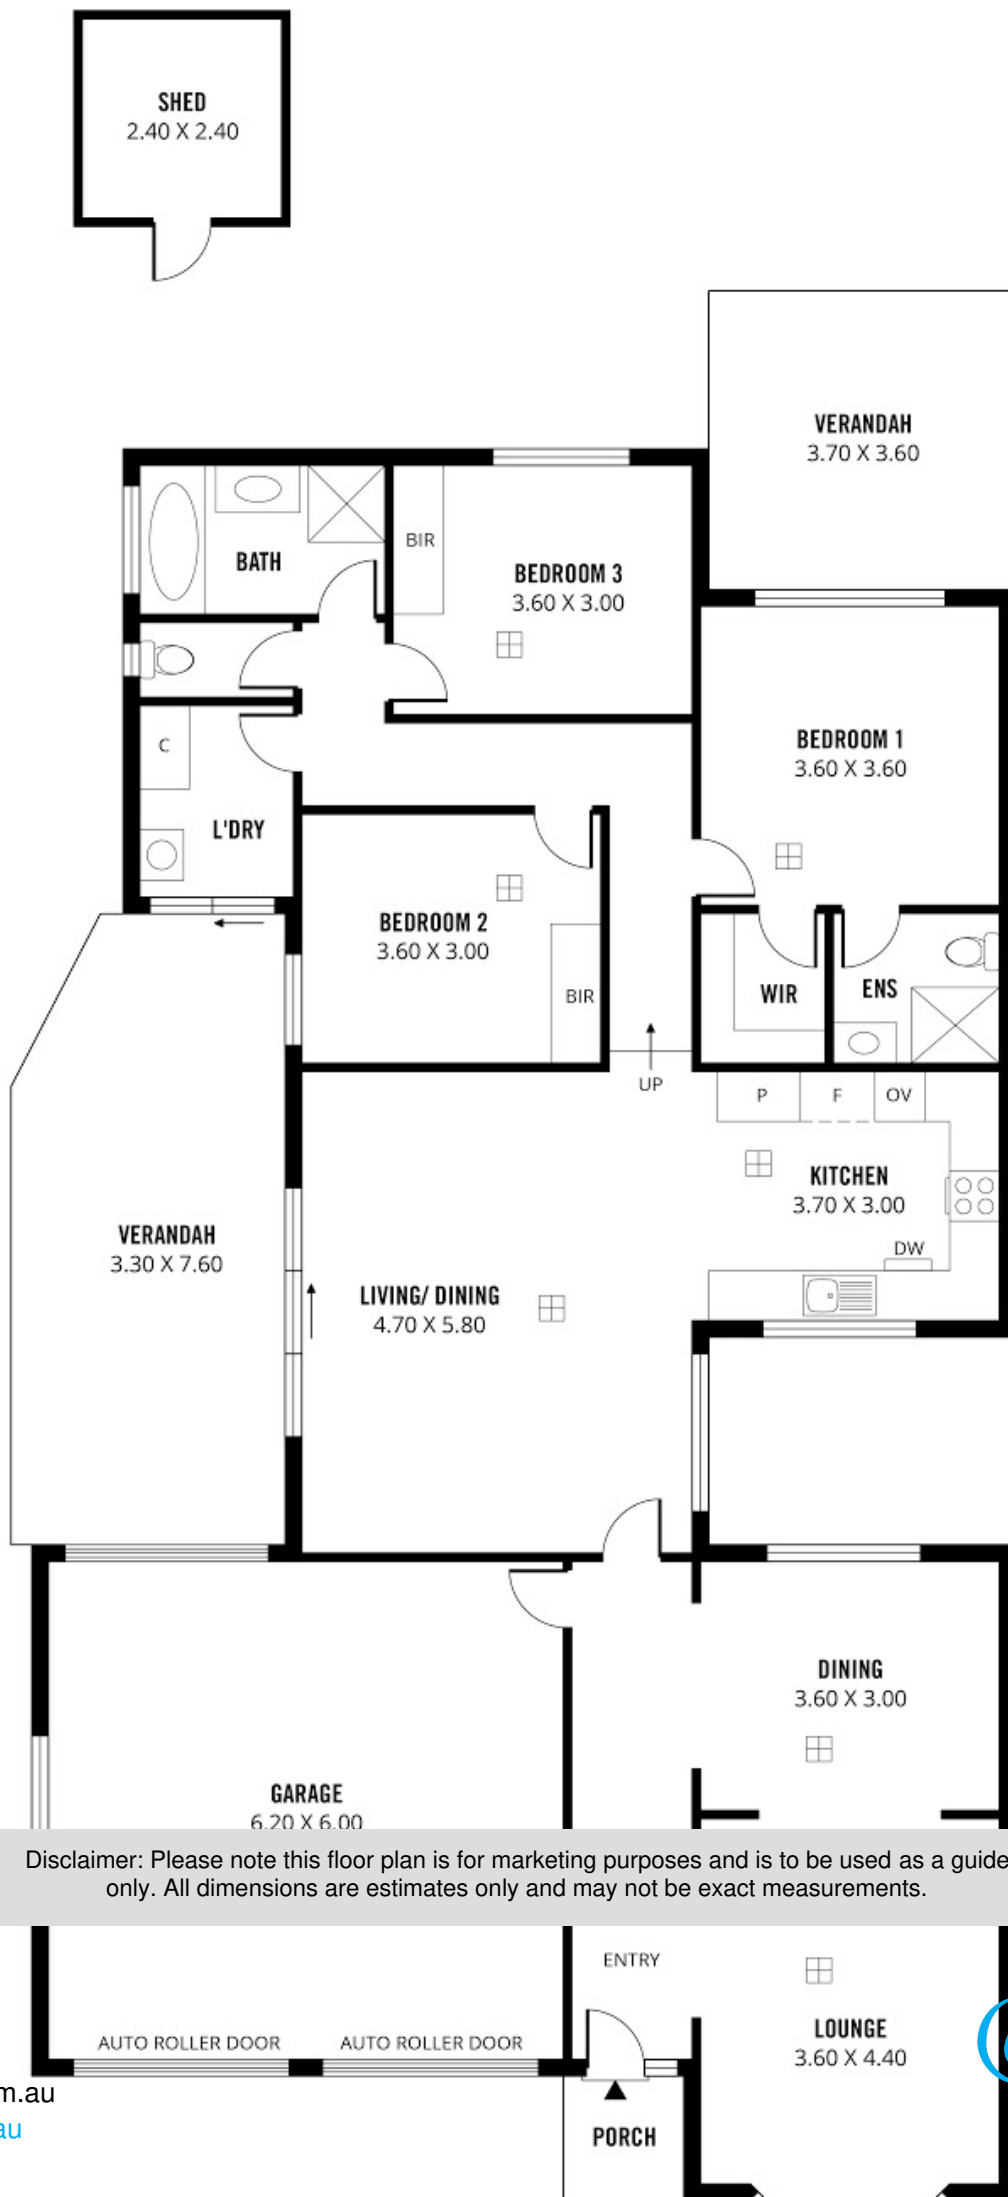 SHED
2.40 X 2.40
VERANDAH
3.70 X 3.60
BATH
BIR
BEDROOM 3
3.60 X 3.00
BEDROOM 1
3.60 X 3.60
C
L'DRY
BEDROOM 2
3.60 X 3.00
BIR
WIR
ENS
UP
P
F
OV
KITCHEN
3.70 X 3.00
DW
VERANDAH
3.30 X 7.60
LIVING/ DINING
4.70 X 5.80
DINING
3.60 X 3.00
GARAGE
6.20 X 6.00
Disclaimer: Please note this floor plan is for marketing purposes and is to be used as a guide
only. All dimensions are estimates only and may not be exact measurements.
ENTRY
LOUNGE
3.60 X 4.40
AUTO ROLLER DOOR
AUTO ROLLER DOOR
m.au
au
PORCH